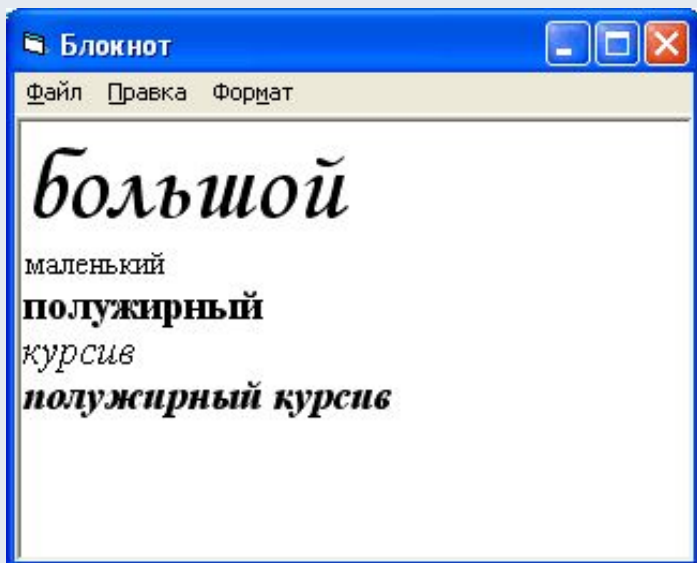 Блокнот
Файл Правка Формат
большой
маленький
полужирный
курсив
полужирный курсив